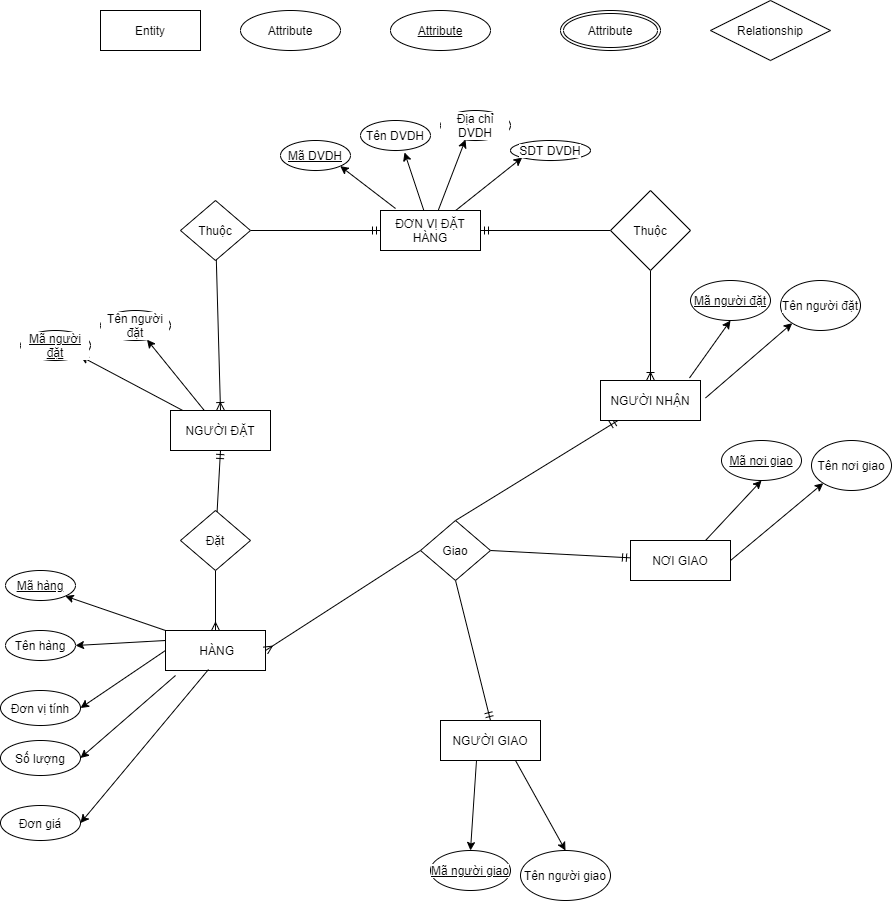 Entity
Attribute
Attribute
Attribute
Relationship
Mã DVDH
Tên DVDH
Địa chỉ
DVDH
SDT DVDH
Thuộc
ĐƠN VỊ ĐẶT
HÀNG
Thuộc
Mã người
đặt
Tên người
đặt
Mã người đặt
Tên người đặt
NGƯỜI ĐẶT
NGƯỜI NHẬN
Mã nơi giao
Tên nơi giao
Đặt
Giao
NƠI GIAO
Mã hàng
Tên hàng
HÀNG
Đơn vị tính
Số lượng
Đơn giá
NGƯỜI GIAO
Mã người giao
Tên người giao